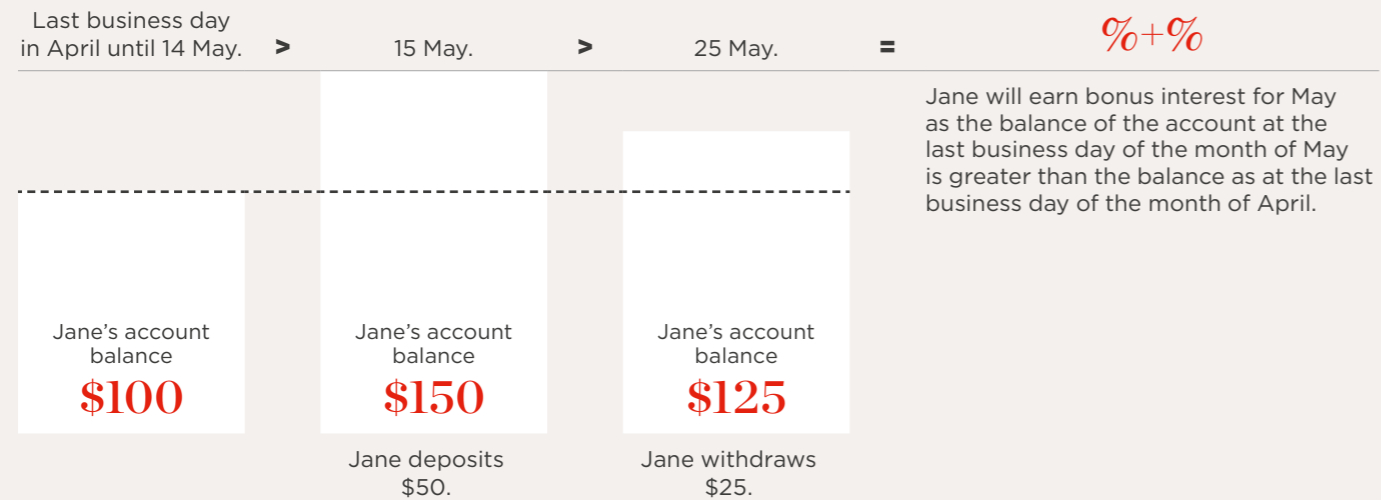 Last business day
in April until 14 May.
>
15 May.
>
25 May.
=
%+%
Jane will earn bonus interest for May
as the balance of the account at the
last business day of the month of May
is greater than the balance as at the last
business day of the month of April.
Jane’s account
balance
$100
Jane’s account
balance
$150
Jane’s account
balance
$125
Jane deposits
$50.
Jane withdraws
$25.